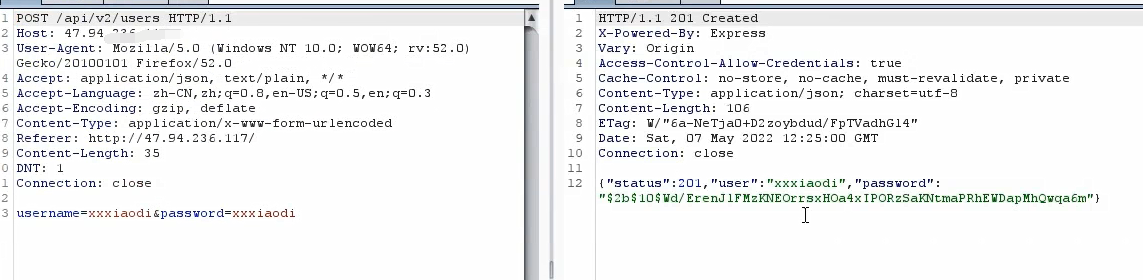 1 POST /api/v2/users HTTP/1.1
2 Host: 47.94
3 User-Agent: Mozilla/5.0 (Windows NT 10.0; WOW64; rv:52.0)
Gecko/20100101 Firefox/52.0
4 Accept: application/json, text/plain, */*
5 Accept-Language: zh-CN,zh;q=0.8,en-US;q=0.5,en;q=0.3
6 Accept-Encoding: gzip, deflate
7 Content-Type: application/x-www-form-urlencoded
8 Referer: http://47.94.236.117/
9 Content-Length: 35
0 DNT: 1
1 Connection: close
2
3 username=xxxiaodi&password=xxxiaodi
1 HTTP/1.1 201 Created
2 X-Powered-By: Express
3 Vary: Origin
4 Access-Control-Allow-Credentials: true
5 Cache-Control: no-store, no-cache, must-revalidate, private
6 Content-Type: application/json; charset=utf-8
7 Content-Length: 106
8 ETag: W/"6a-NeTja0+D2zoybdud/FpTVadhGl4"
9 Date: Sat, 07 May 2022 12:25:00 GMT
10 Connection: close
11
12 {"status":201,"user":"xxxiaodi","password":
"$2b$10$Wd/ErenJlFMzKNEOrrsxHOa4xIPORzSaKNtmaPRhEWDapMhQwqa6m"}